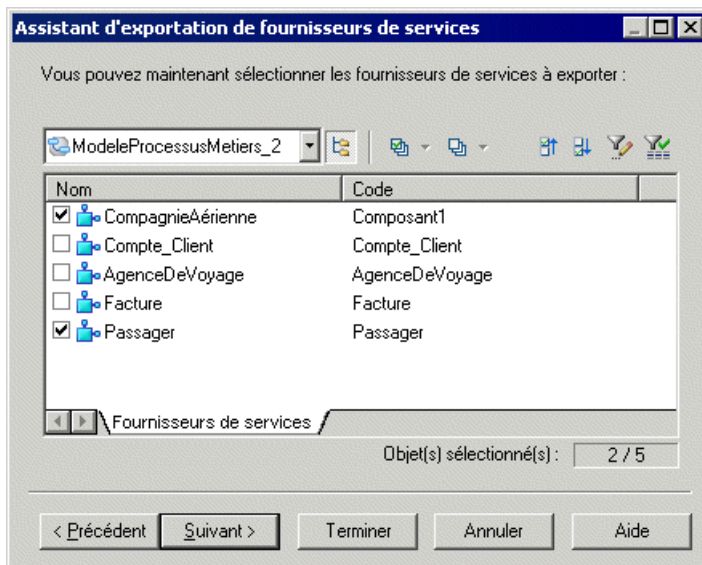 Assistant d'exportation de fournisseurs de services
Vous pouvez maintenant sélectionner les fournisseurs de services à exporter :
ModeleProcessusMetiers_2
Nom Code
CompagnieAérienne Composant1
Compte_Client Compte_Client
AgenceDeVoyage AgenceDeVoyage
Facture Facture
Passager Passager
Fournisseurs de services
Objet(s) sélectionné(s) : 2 / 5
< Précédent Suivant > Terminer Annuler Aide